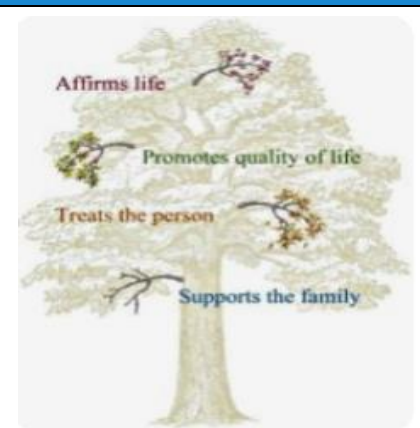 Affirms life
Promotes quality of life
Treats the person
Supports the family